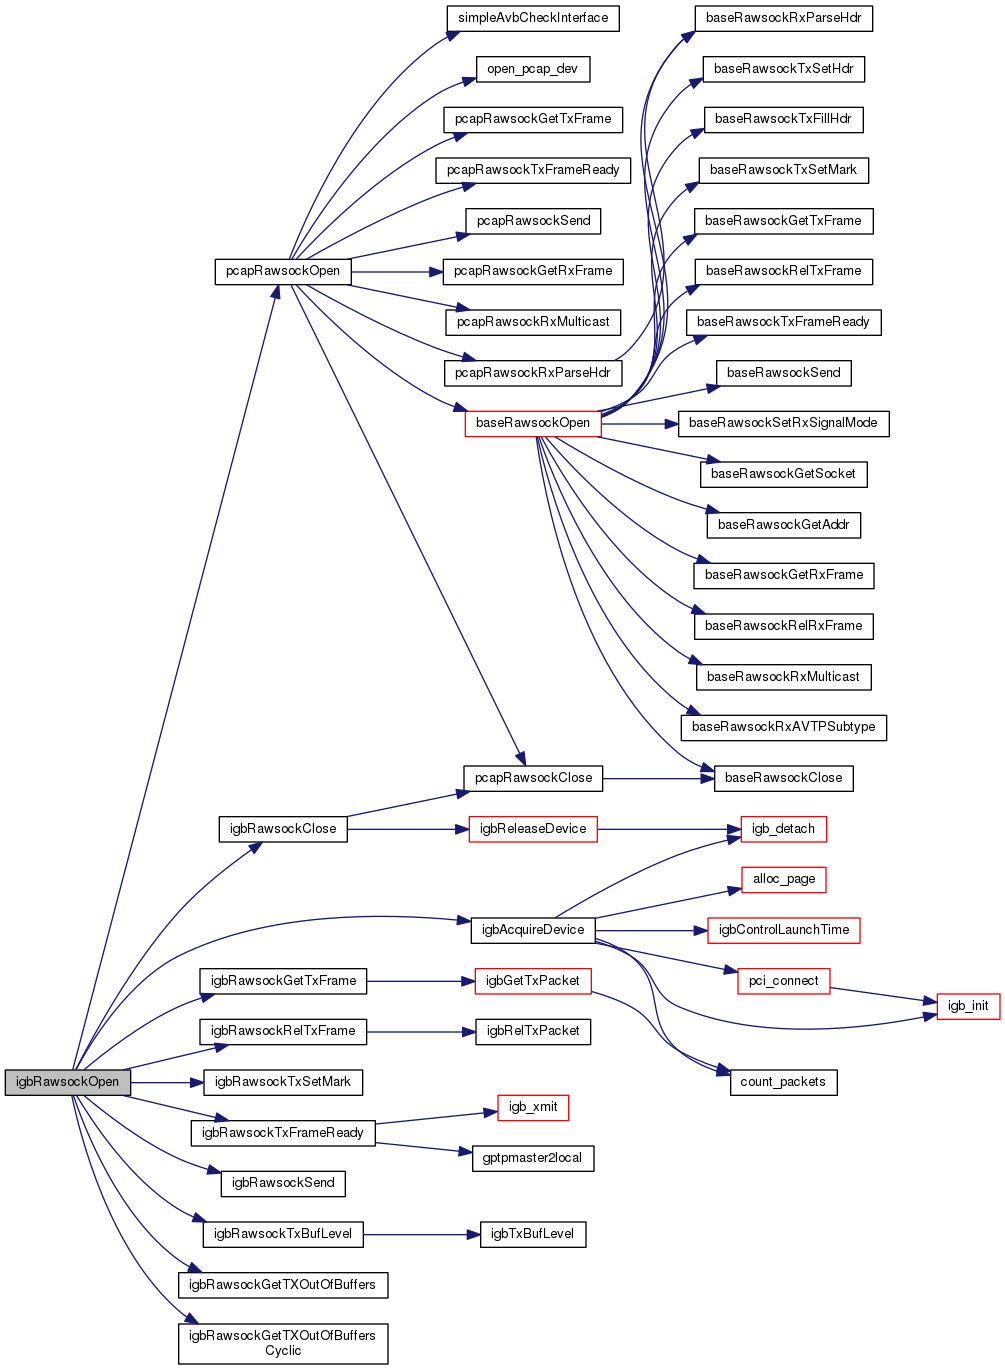 simpleAvbCheckInterface
open_pcap_dev
pcapRawsockGetTxFrame
pcapRawsockTxFrameReady
pcapRawsockSend
pcapRawsockOpen
pcapRawsockGetRxFrame
pcapRawsockRxMulticast
pcapRawsockRxParseHdr
baseRawsockOpen
baseRawsockRxParseHdr
baseRawsockTxSetHdr
baseRawsockTxFillHdr
baseRawsockTxSetMark
baseRawsockGetTxFrame
baseRawsockRelTxFrame
baseRawsockTxFrameReady
baseRawsockSend
baseRawsockSetRxSignalMode
baseRawsockGetSocket
baseRawsockGetAddr
baseRawsockGetRxFrame
baseRawsockRelRxFrame
baseRawsockRxMulticast
baseRawsockRxAVTPSubtype
pcapRawsockClose
baseRawsockClose
igbRawsockClose
igbReleaseDevice
igb_detach
alloc_page
igbAcquireDevice
igbControlLaunchTime
igbRawsockGetTxFrame
igbGetTxPacket
pci_connect
igb_init
igbRawsockRelTxFrame
igbRelTxPacket
igbRawsockOpen
igbRawsockTxSetMark
count_packets
igbRawsockTxFrameReady
igb_xmit
gptpmaster2local
igbRawsockSend
igbRawsockTxBufLevel
igbTxBufLevel
igbRawsockGetTXOutOfBuffers
igbRawsockGetTXOutOfBuffers
Cyclic